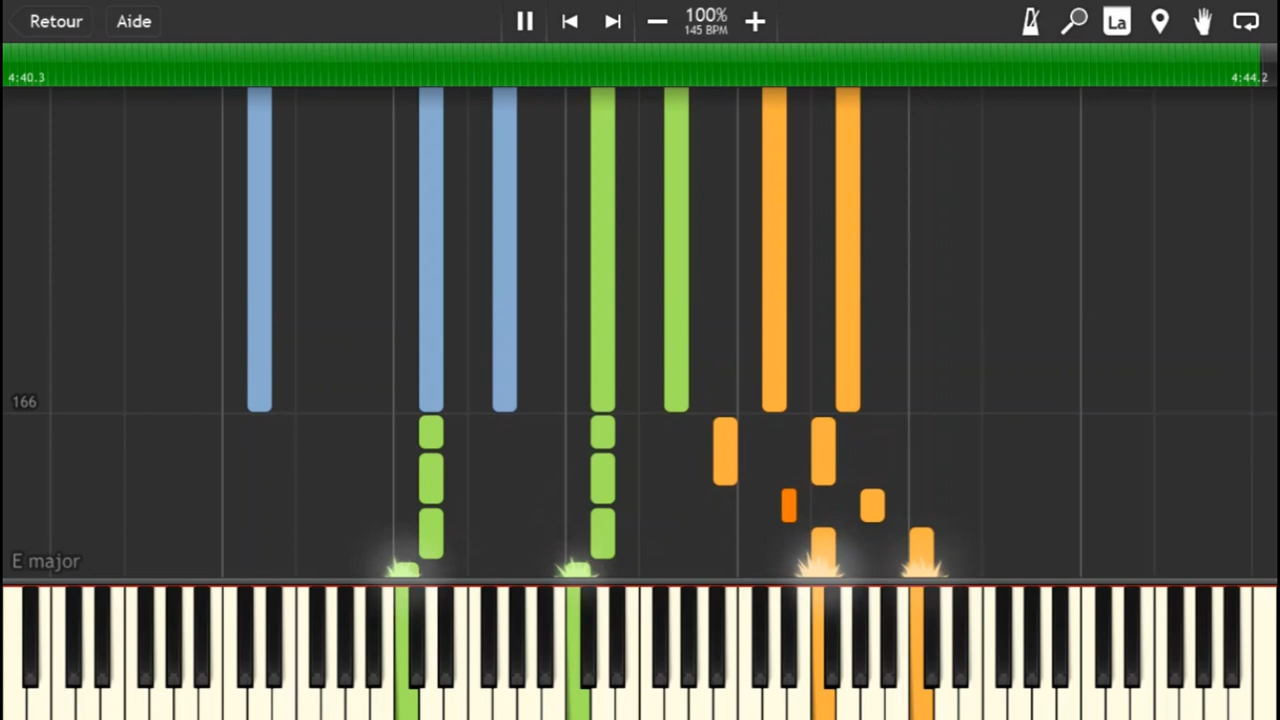 Retour
Aide
100%
145 BPM
La
4:40.3
4:44.2
166
E major